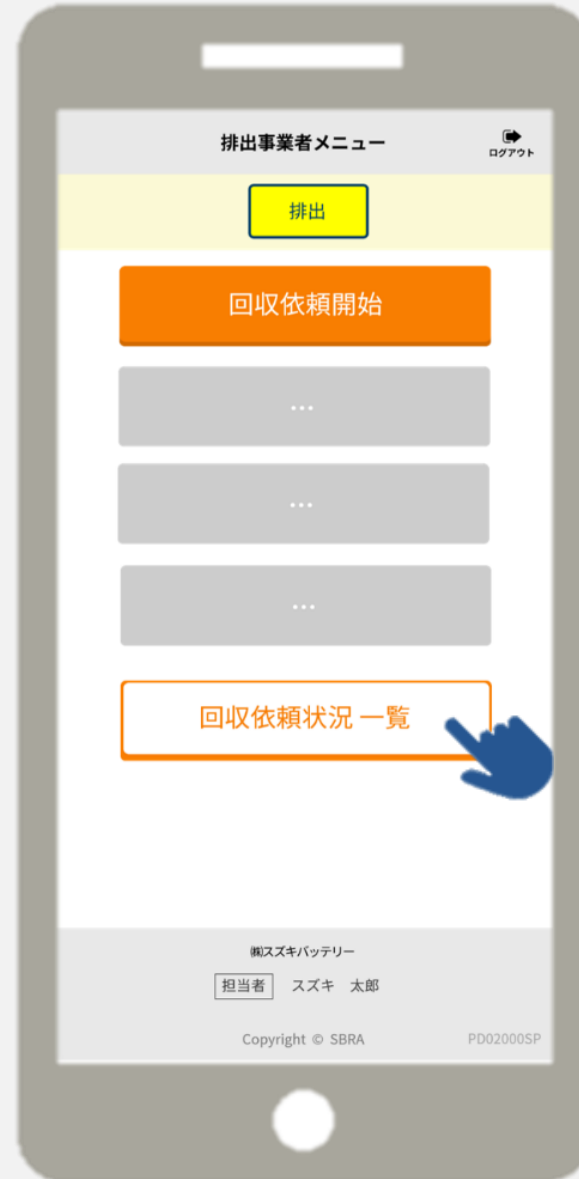 排出事業者メニュー
ログアウト
排出
回収依頼開始
...
...
...
回収依頼状況 一覧
㈱スズキバッテリー
担当者 スズキ 太郎
Copyright © SBRA
PD02000SP